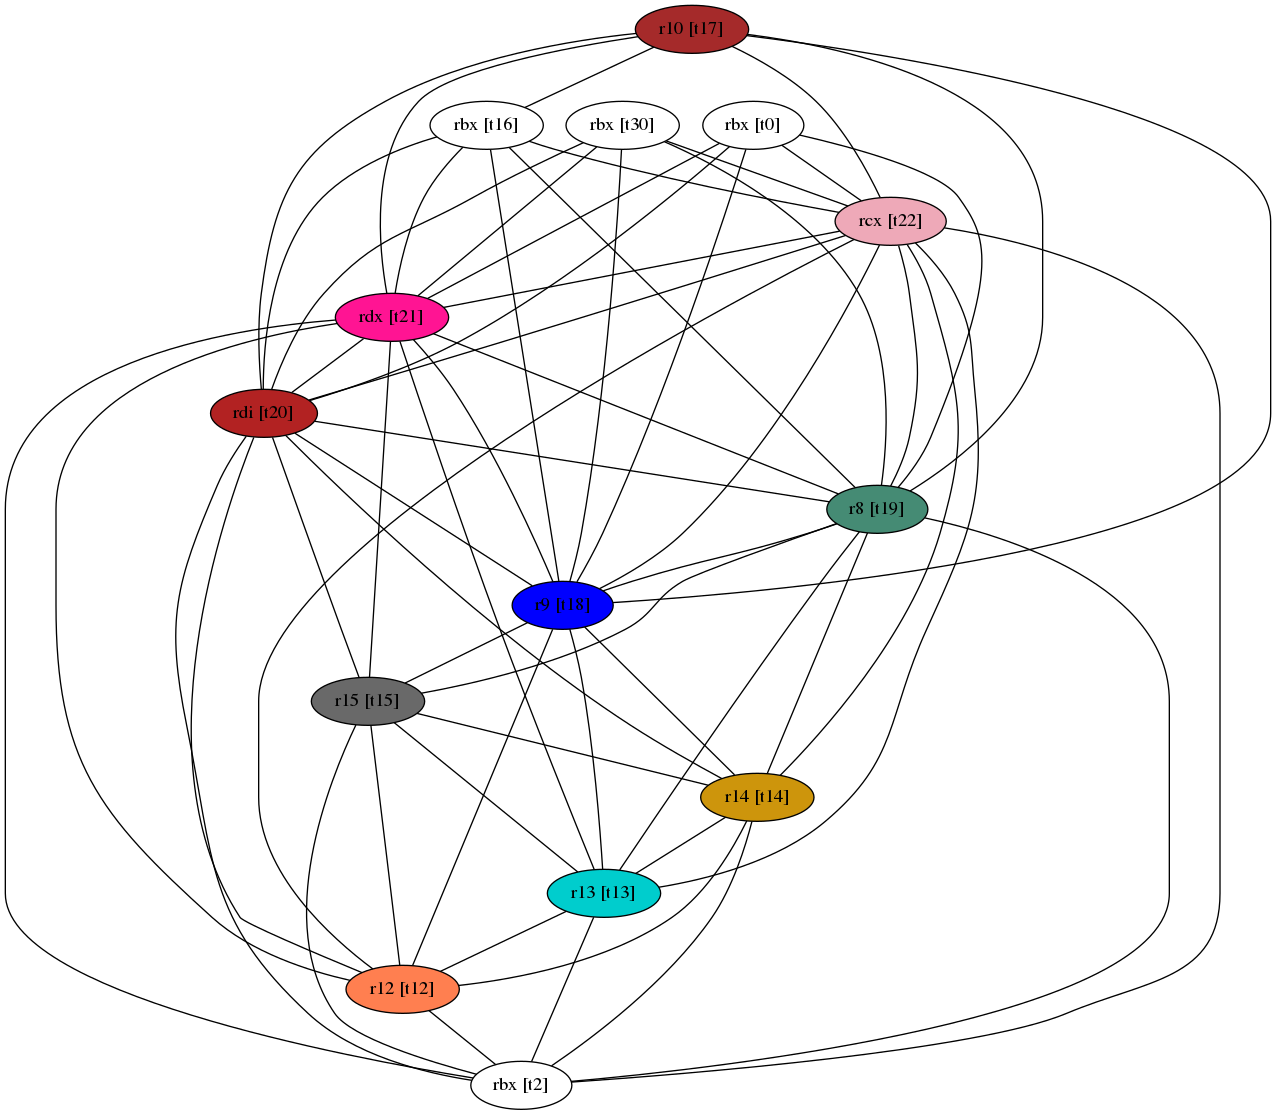 r10 [t17]
rbx [t16]
rbx [t30]
rbx [t0]
rcx [t22]
rdx [t21]
rdi [t20]
r8 [t19]
r9 [t18]
r15 [t15]
r14 [t14]
r13 [t13]
r12 [t12]
rbx [t2]